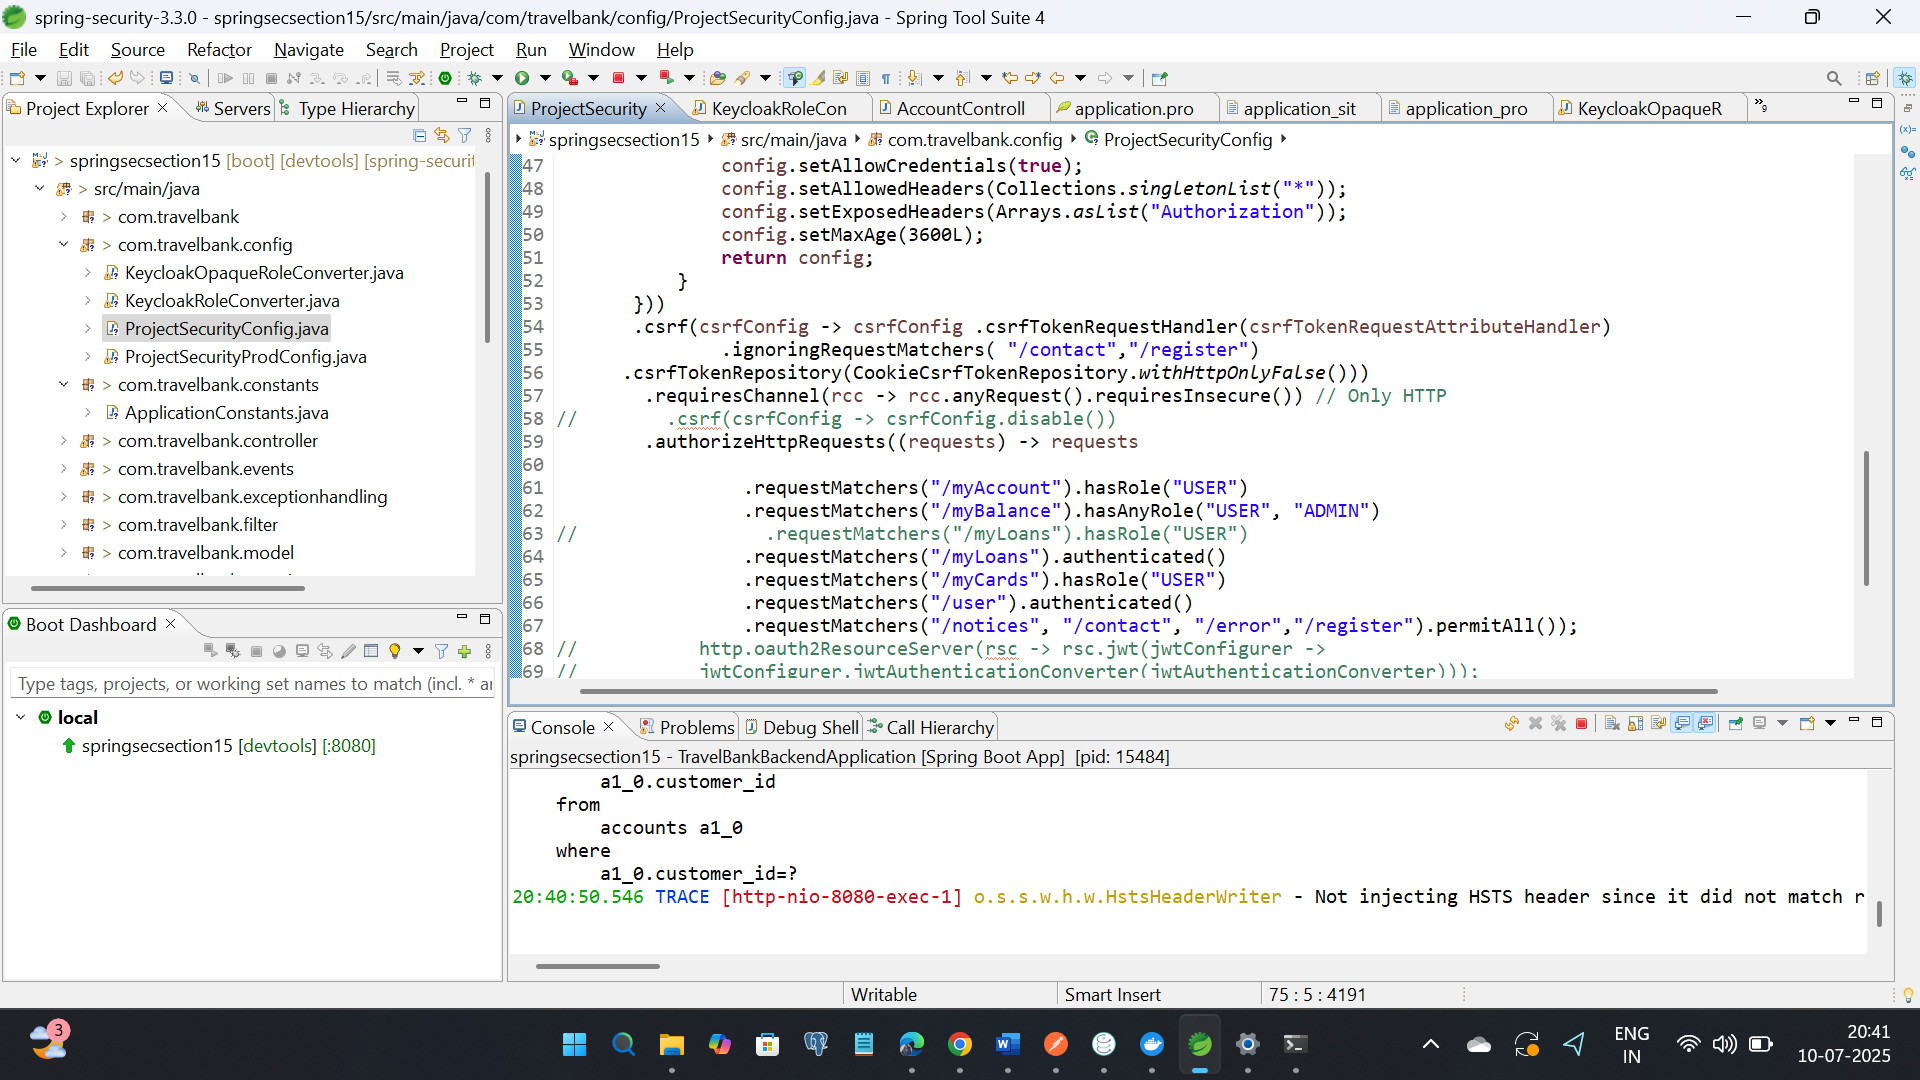 spring-security-3.3.0 - springsecsection15/src/main/java/com/travelbank/config/ProjectSecurityConfig.java - Spring Tool Suite 4
File Edit Source Refactor Navigate Search Project Run Window Help
Project Explorer Servers Type Hierarchy
springsecsection15 [boot] [devtools] [spring-securit
src/main/java
com.travelbank
com.travelbank.config
KeycloakOpaqueRoleConverter.java
KeycloakRoleConverter.java
ProjectSecurityConfig.java
ProjectSecurityProdConfig.java
com.travelbank.constants
ApplicationConstants.java
com.travelbank.controller
com.travelbank.events
com.travelbank.exceptionhandling
com.travelbank.filter
com.travelbank.model
Boot Dashboard
Type tags, projects, or working set names to match (incl. * ar
local
springsecsection15 [devtools] [:8080]
ProjectSecurity KeycloakRoleCon AccountControll application.pro application_sit application_pro KeycloakOpaqueR »9
springsecsection15 src/main/java com.travelbank.config ProjectSecurityConfig
47 config.setAllowCredentials(true);
48 config.setAllowedHeaders(Collections.singletonList("*"));
49 config.setExposedHeaders(Arrays.asList("Authorization"));
50 config.setMaxAge(3600L);
51 return config;
52 }
53 }))
54 .csrf(csrfConfig -> csrfConfig .csrfTokenRequestHandler(csrfTokenRequestAttributeHandler)
55 .ignoringRequestMatchers( "/contact","/register")
56 .csrfTokenRepository(CookieCsrfTokenRepository.withHttpOnlyFalse()))
57 .requiresChannel(rcc -> rcc.anyRequest().requiresInsecure()) // Only HTTP
58 // .csrf(csrfConfig -> csrfConfig.disable())
59 .authorizeHttpRequests((requests) -> requests
60
61 .requestMatchers("/myAccount").hasRole("USER")
62 .requestMatchers("/myBalance").hasAnyRole("USER", "ADMIN")
63 // .requestMatchers("/myLoans").hasRole("USER")
64 .requestMatchers("/myLoans").authenticated()
65 .requestMatchers("/myCards").hasRole("USER")
66 .requestMatchers("/user").authenticated()
67 .requestMatchers("/notices", "/contact", "/error","/register").permitAll());
68 // http.oauth2ResourceServer(rsc -> rsc.jwt(jwtConfigurer ->
69 // jwtConfigurer.jwtAuthenticationConverter(jwtAuthenticationConverter)));
Console Problems Debug Shell Call Hierarchy
springsecsection15 - TravelBankBackendApplication [Spring Boot App] [pid: 15484]
a1_0.customer_id
from
accounts a1_0
where
a1_0.customer_id=?
20:40:50.546 TRACE [http-nio-8080-exec-1] o.s.s.w.h.w.HstsHeaderWriter - Not injecting HSTS header since it did not match r
Writable Smart Insert 75 : 5 : 4191
3
ENG
IN
20:41
10-07-2025